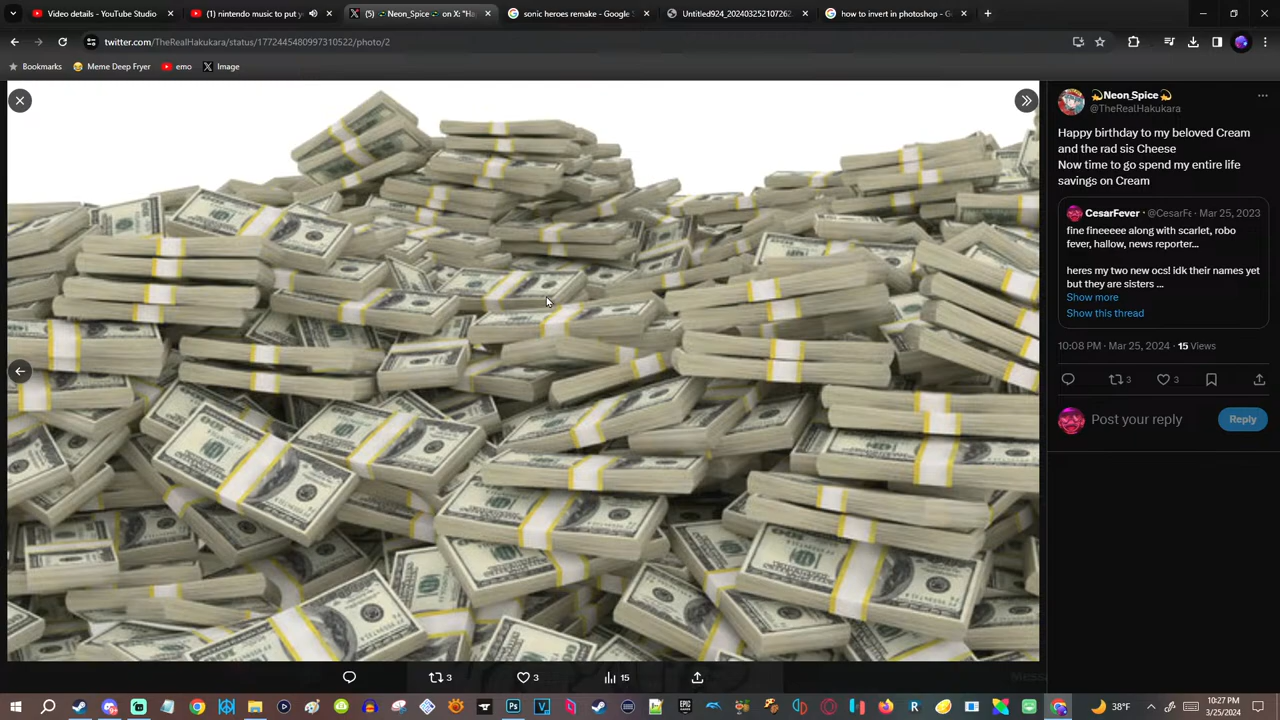 Video details - YouTube Studio
(1) nintendo music to put y
(5) Neon_Spice on X: "Ha
sonic heroes remake - Google S
Untitled924_20240325210726
how to invert in photoshop - G
twitter.com/TheRealHakukara/status/1772445480997310522/photo/2
Bookmarks
Meme Deep Fryer
emo
Image
Neon_Spice
@TheRealHakukara
Happy birthday to my beloved Cream
and the rad sis Cheese
Now time to go spend my entire life
savings on Cream
CesarFever · @CesarFe · Mar 25, 2023
fine fineeeee along with scarlet, robo
fever, hallow, news reporter...
heres my two new ocs! idk their names yet
but they are sisters ...
Show more
Show this thread
10:08 PM · Mar 25, 2024 · 15 Views
3
3
Post your reply
Reply
3
3
15
38°F
10:27 PM
3/25/2024